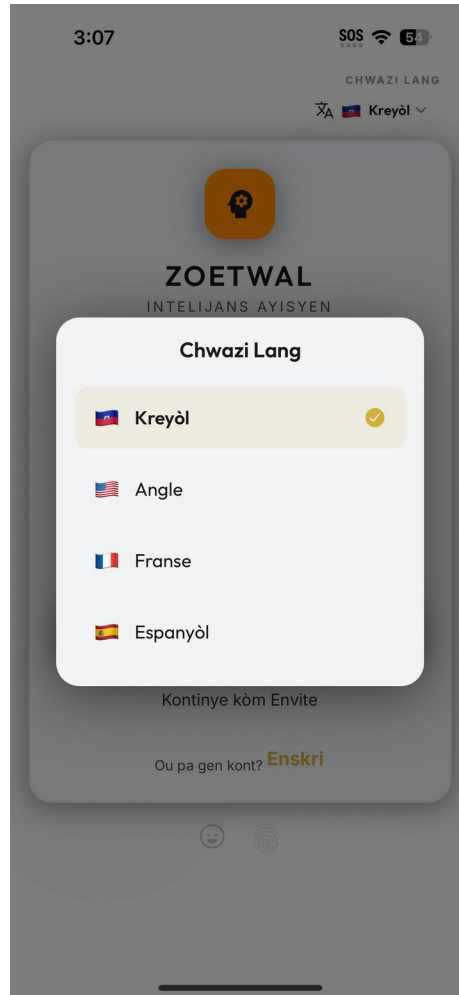 3:07
SOS
54
CHWAZI LANG
Kreyòl
ZOETWAL
INTELIJANS AYISYEN
Chwazi Lang
Kreyòl
Angle
Franse
Espanyòl
Kontinye kòm Envite
Ou pa gen kont? Enskri